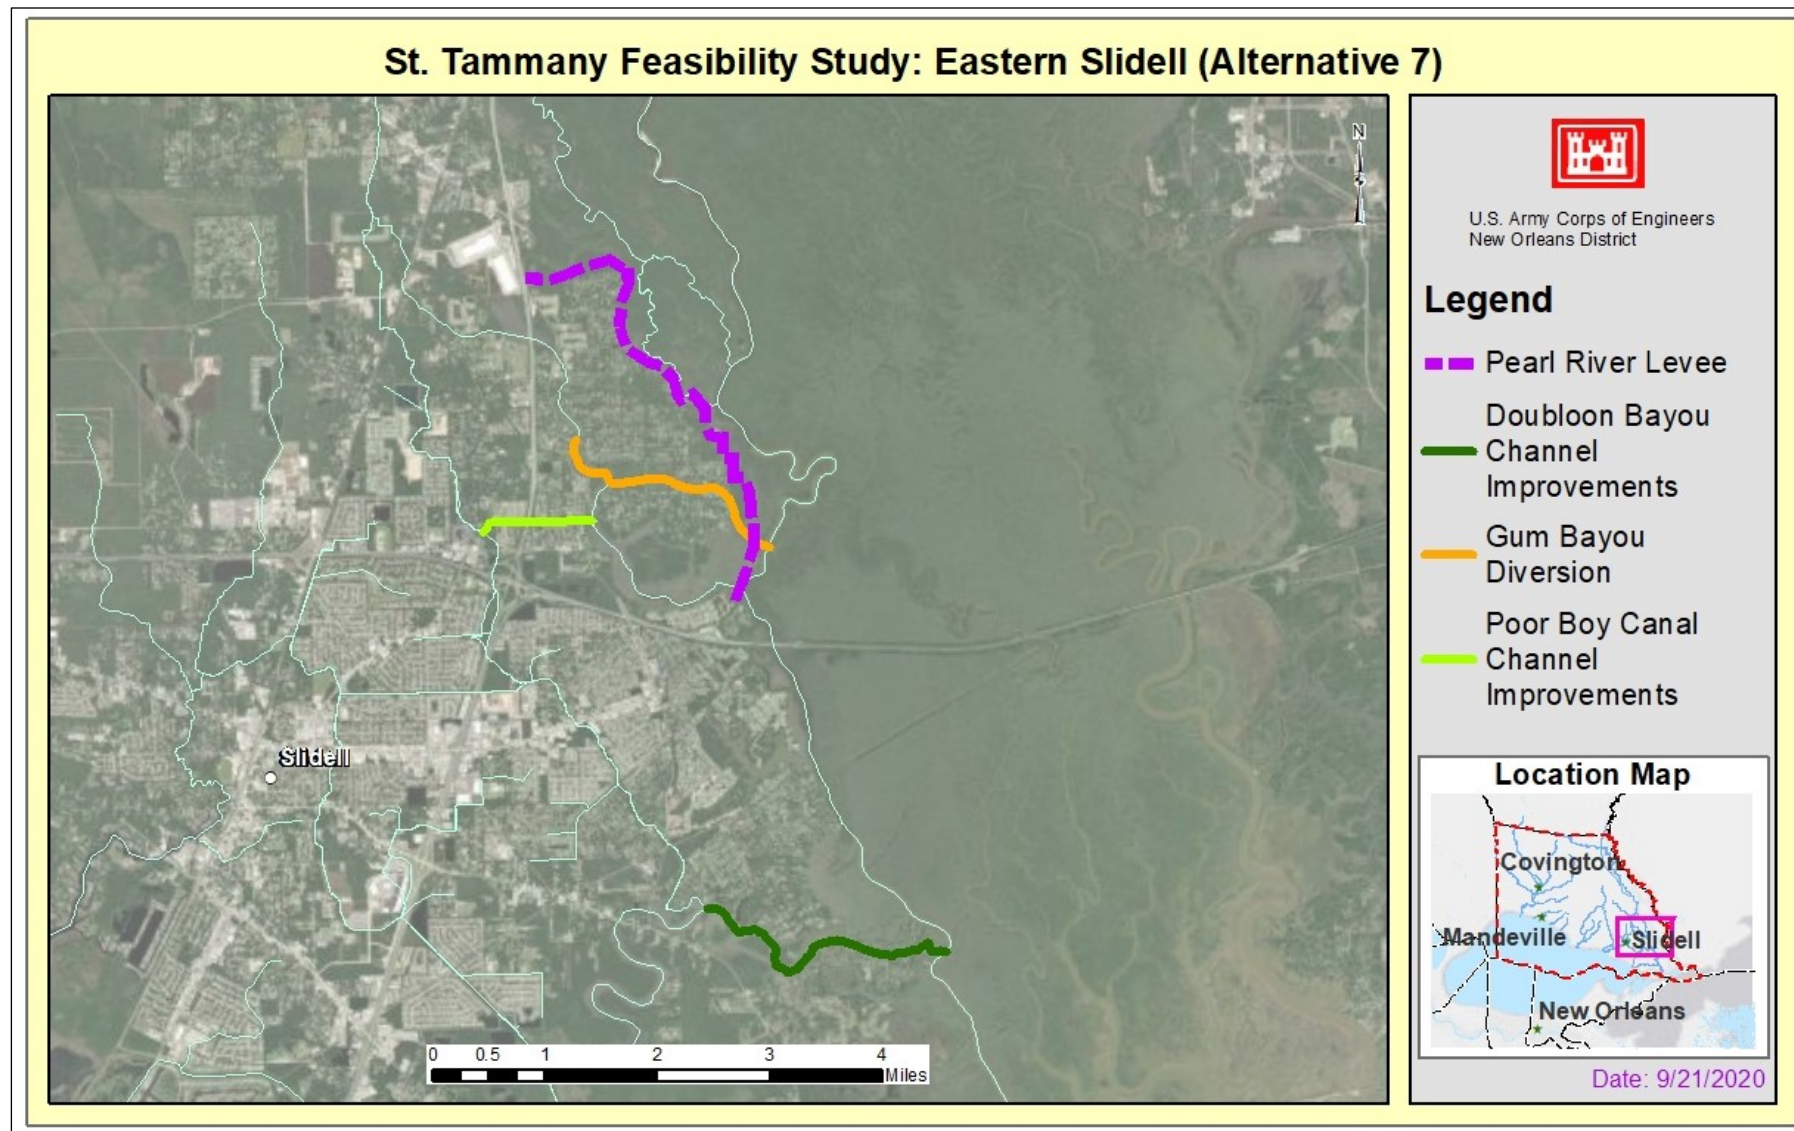 St. Tammany Feasibility Study: Eastern Slidell (Alternative 7)
N
Slidell
0 0.5 1 2 3 4
Miles
U.S. Army Corps of Engineers
New Orleans District
Legend
Pearl River Levee
Doubloon Bayou
Channel
Improvements
Gum Bayou
Diversion
Poor Boy Canal
Channel
Improvements
Location Map
Covington
Mandeville
Slidell
New Orleans
Date: 9/21/2020